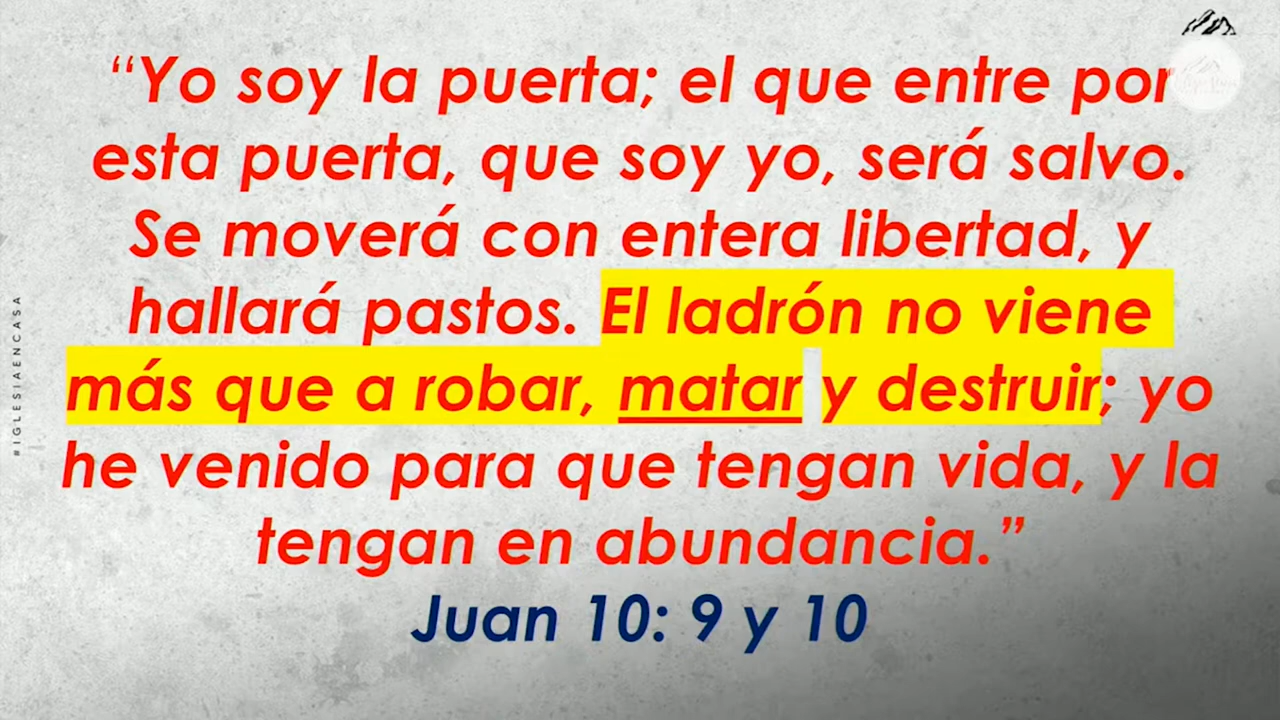 “Yo soy la puerta; el que entre por
esta puerta, que soy yo, será salvo.
Se moverá con entera libertad, y
hallará pastos. El ladrón no viene
más que a robar, matar y destruir; yo
he venido para que tengan vida, y la
tengan en abundancia.”
Juan 10: 9 y 10
#IGLESIAENCASA